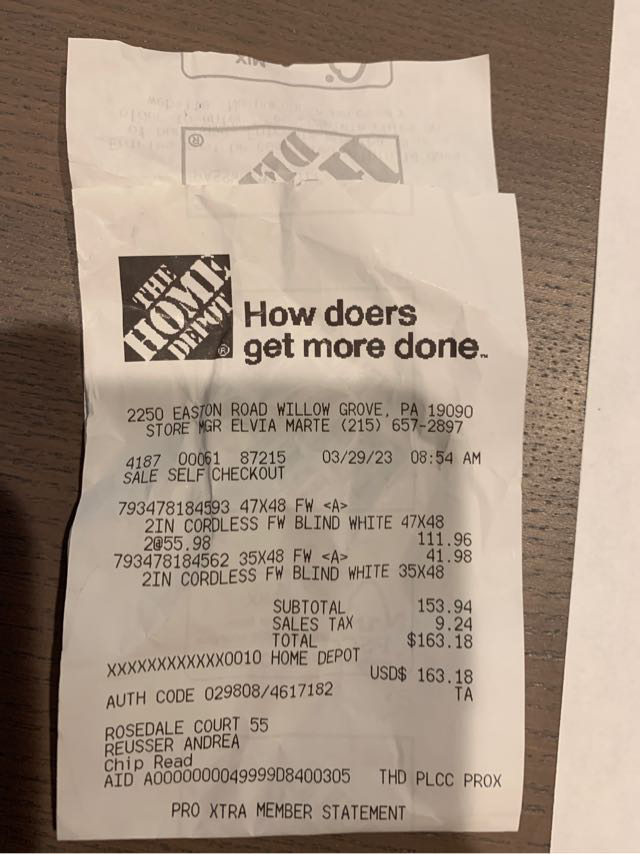 THE
HOME
DEPOT
®
How doers
get more done™
2250 EASTON ROAD WILLOW GROVE, PA 19090
STORE MGR ELVIA MARTE (215) 657-2897
4187 00061 87215 03/29/23 08:54 AM
SALE SELF CHECKOUT
793478184593 47X48 FW <A>
2IN CORDLESS FW BLIND WHITE 47X48
2@55.98 111.96
793478184562 35X48 FW <A> 41.98
2IN CORDLESS FW BLIND WHITE 35X48
SUBTOTAL 153.94
SALES TAX 9.24
TOTAL $163.18
XXXXXXXXXXXX0010 HOME DEPOT
USD$ 163.18
AUTH CODE 029808/4617182 TA
ROSEDALE COURT 55
REUSSER ANDREA
Chip Read
AID A0000000049999D8400305 THD PLCC PROX
PRO XTRA MEMBER STATEMENT